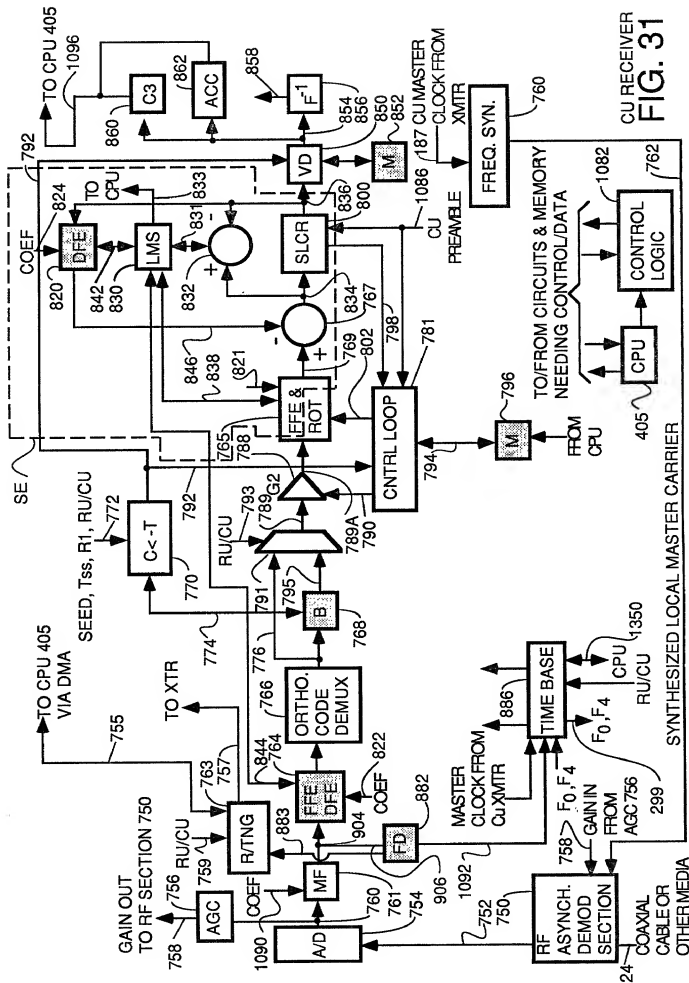 TO CPU 405
VIA DMA
755
SEED, Tss, R1, RU/CU
772
SE
792
TO CPU 405
1096
GAIN OUT
TO RF SECTION 750
758
AGC
756
RU/CU
759
R/TNG
763
757
TO XTR
774
C<-T
770
COEF
824
820
DFE
842
830
LMS
831
833
TO
CPU
832
+
-
860
C3
ACC
862
858
F-1
854
856
792
776
RU/CU
793
789
G2
788
765
846
838
821
844
764
883
COEF
1090
760
A/D
761
754
MF
904
FFE
DFE
822
COEF
ORTHO.
CODE
DEMUX
766
B
768
795
791
789A
790
FFE &
ROT
769
802
767
-
+
834
SLCR
800
836
VD
850
M
852
798
1086
CU
PREAMBLE
CNTRL LOOP
781
794
M
796
FROM
CPU
187
CU MASTER
CLOCK FROM
XMTR
FREQ. SYN.
760
752
906
1092
FD
882
MASTER
CLOCK FROM
Cu XMTR
886
TIME BASE
F0, F4
299
CPU
1350
RU/CU
TO/FROM CIRCUITS & MEMORY
NEEDING CONTROL/DATA
CPU
405
CONTROL
LOGIC
1082
762
SYNTHESIZED LOCAL MASTER CARRIER
750
RF
ASYNCH.
DEMOD
SECTION
758
F0, F4
GAIN IN
FROM
AGC 756
24
COAXIAL
CABLE OR
OTHER MEDIA
CU RECEIVER
FIG. 31